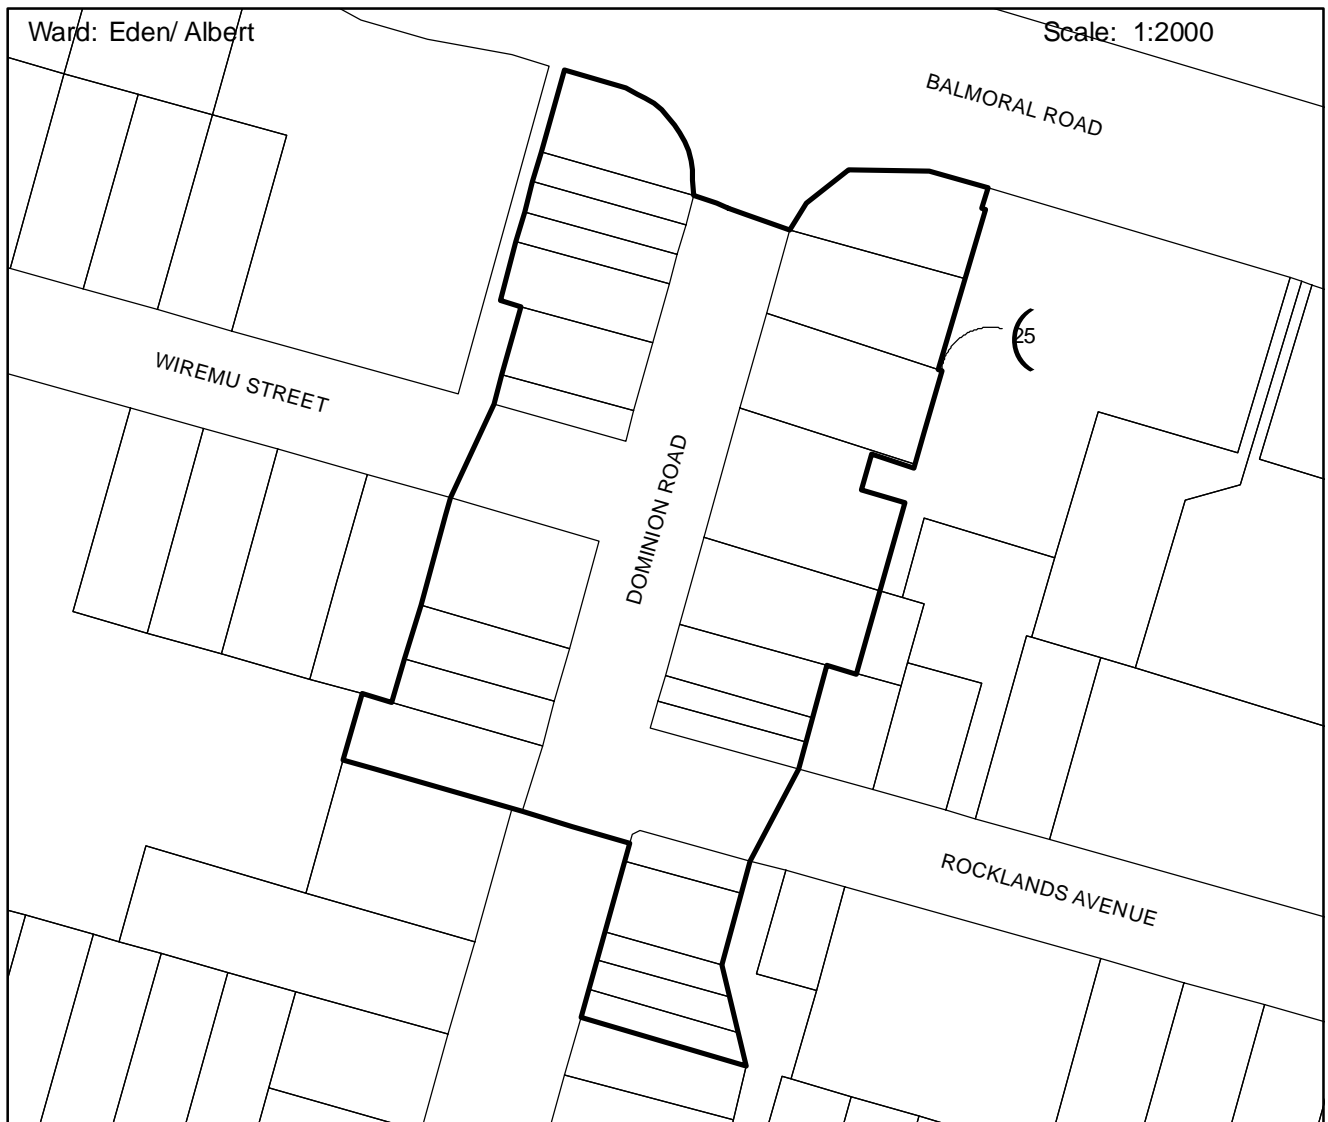 Ward: Eden/ Albert
Scale: 1:2000
BALMORAL ROAD
25
WIREMU STREET
DOMINION ROAD
ROCKLANDS AVENUE